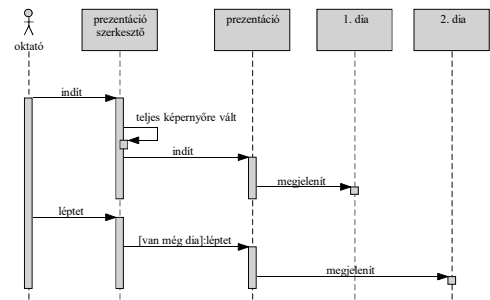 oktató
prezentáció
szerkesztő
prezentáció
1. dia
2. dia
indít
teljes képernyőre vált
indít
megjelenít
léptet
[van még dia]:léptet
megjelenít